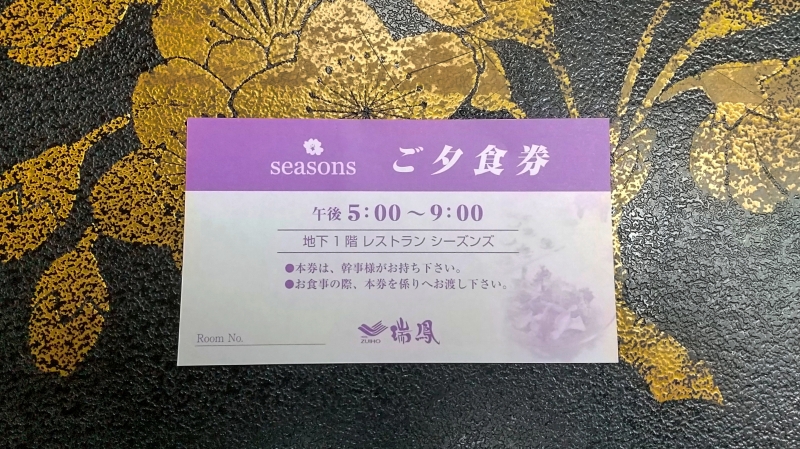 seasons ご夕食券
午後 5:00〜9:00
地下1階 レストラン シーズンズ
●本券は、幹事様がお持ち下さい。
●お食事の際、本券を係りへお渡し下さい。
Room No.
ZUIHO 瑞鳳